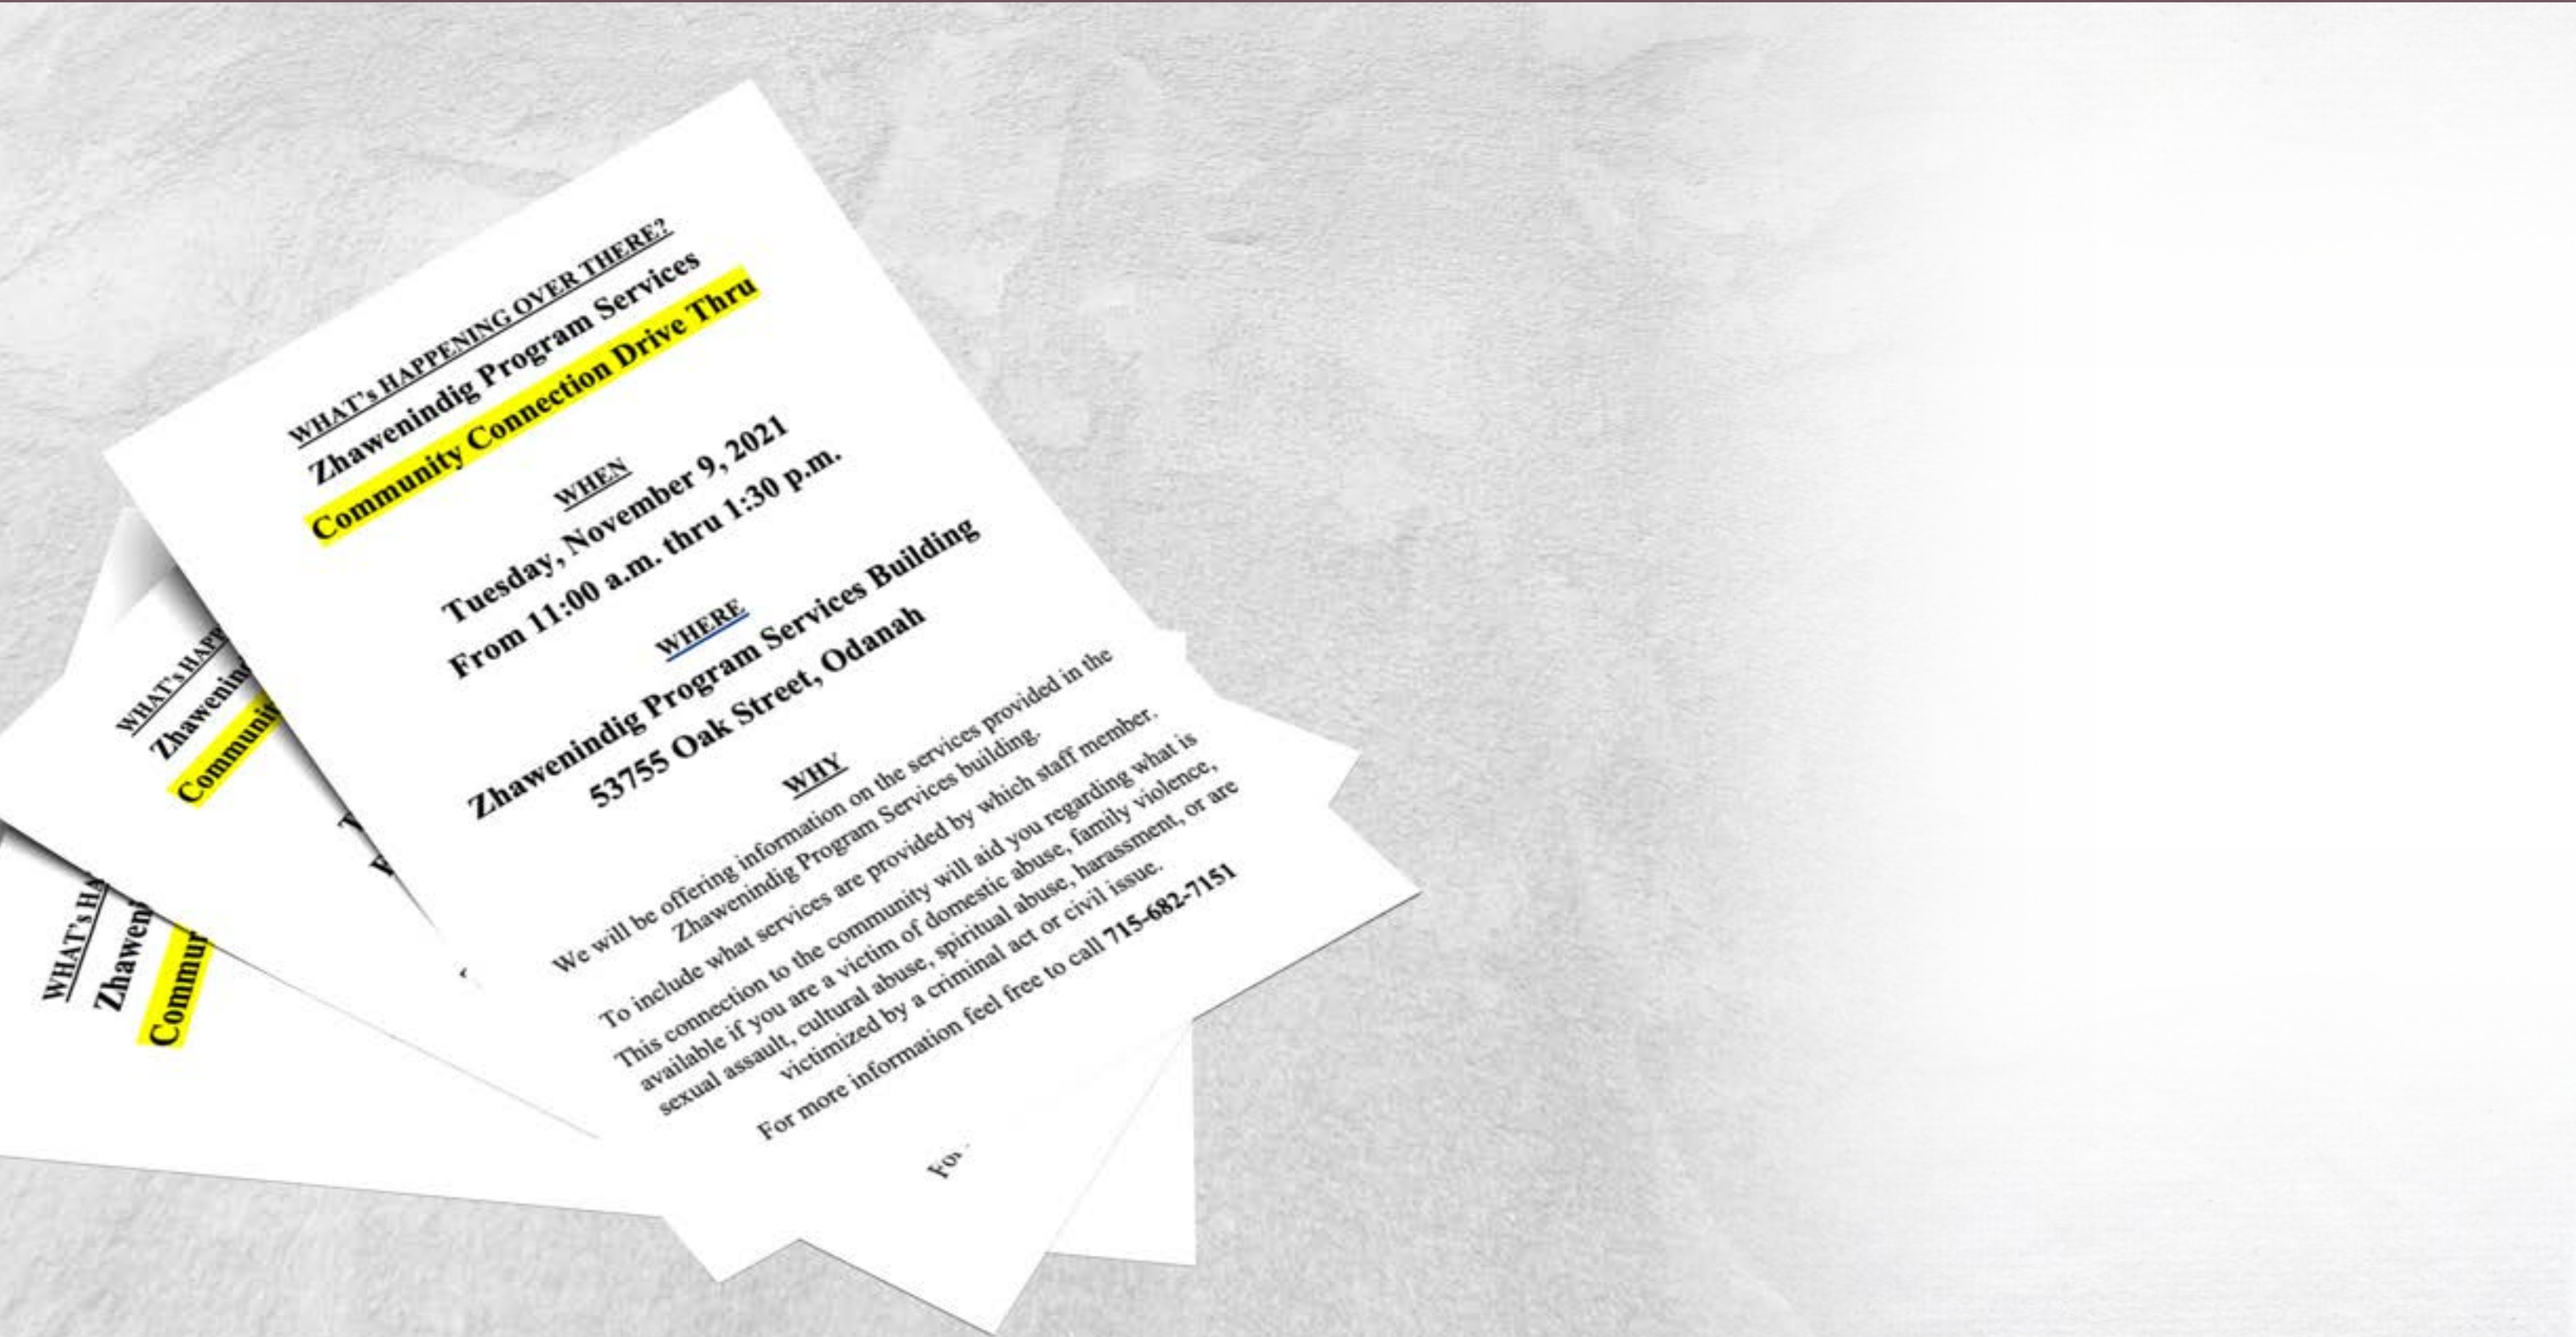 WHAT's HAPPENING OVER THERE?
Zhawenindig Program Services
Community Connection Drive Thru
WHEN
Tuesday, November 9, 2021
From 11:00 a.m. thru 1:30 p.m.
WHERE
Zhawenindig Program Services Building
53755 Oak Street, Odanah
WHY
We will be offering information on the services provided in the
Zhawenindig Program Services building.
To include what services are provided by which staff member.
This connection to the community will aid you regarding what is
available if you are a victim of domestic abuse, family violence,
sexual assault, cultural abuse, spiritual abuse, harassment, or are
victimized by a criminal act or civil issue.
For more information feel free to call 715-682-7151
WHAT's HAPP
Zhawenind
Communit
WHAT's HA
Zhaweni
Commun
For